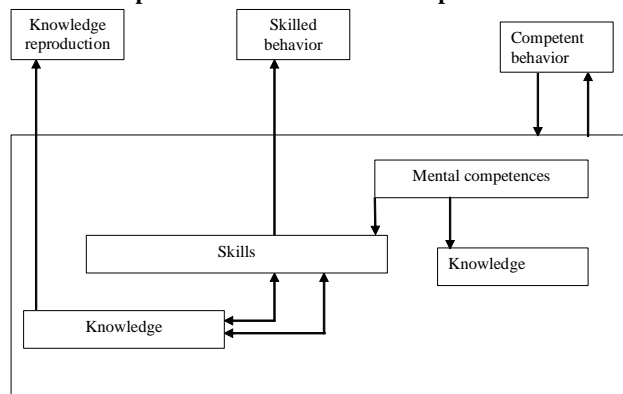 Knowledge
reproduction
Skilled
behavior
Competent
behavior
Mental competences
Skills
Knowledge
Knowledge